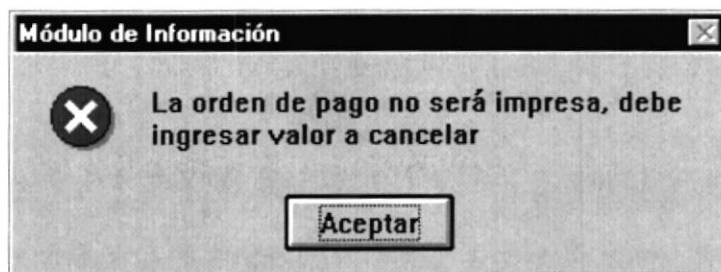 Módulo de Información
La orden de pago no será impresa, debe
ingresar valor a cancelar
Aceptar